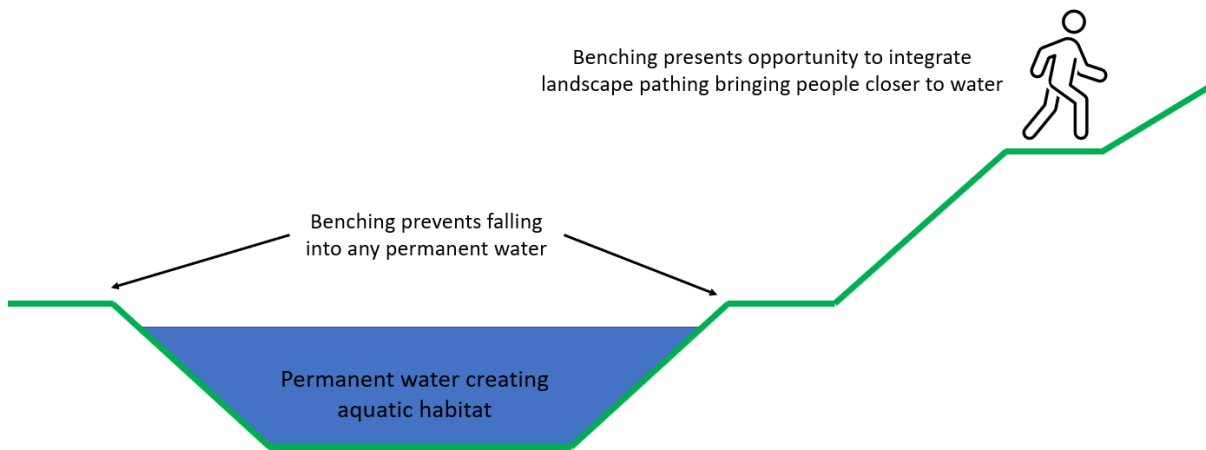 Benching presents opportunity to integrate
landscape pathing bringing people closer to water
Benching prevents falling
into any permanent water
Permanent water creating
aquatic habitat